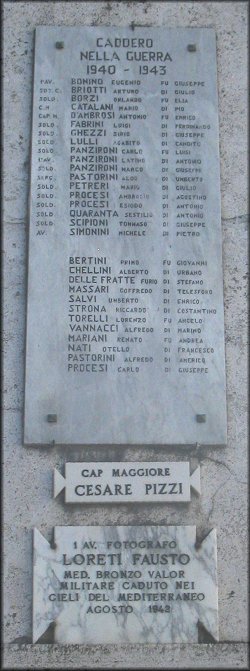 CADDERO
NELLA GUERRA
1940 - 1943
1°AV. BONINO EUGENIO FU GIUSEPPE
SOT.C. BRIOTTI ARTURO DI GIULIO
SOLD. BORZI ORLANDO FU ELIA
C.N. CATALANI MARIO DI PIO
CAP.M. D'AMBROSI ANTONIO FU ENRICO
SOLD. FABRINI LUIGI DI FERDINANDO
SOLD. GHEZZI SIRIO DI GIUSEPPE
SOLD. LULLI AGABITO DI CANDITO
SOLD. PANZIRONI CARLO FU LUIGI
1°AV. PANZIRONI LATINO DI ANTONIO
SOLD. PANZIRONI MARCO DI GIUSEPPE
PASTORINI ALDO DI UMBERTO
SOLD. PETRERI MARIO DI GIULIO
SOLD. PROCESI AMBROGIO DI AGOSTINO
SOLD. PROCESI ESIODO DI ANTONIO
SOLD. QUARANTA SESTILIO DI ANTONIO
SOLD. SCIPIONI TOMMASO DI GIUSEPPE
AV. SIMONINI MICHELE DI PIETRO
BERTINI PRIMO FU GIOVANNI
CHELLINI ALBERTO DI URBANO
DELLE FRATTE FURIO DI STEFANO
MASSARI GOFFREDO DI TELESFORO
SALVI UMBERTO DI ENRICO
STRONA RICCARDO DI COSTANTINO
TORELLI LORENZO FU ANGELO
VANNACCI ALFREDO DI MARINO
MARIANI RENATO FU ANDREA
NATI OTELLO DI FRANCESCO
PASTORINI ALFREDO DI AMERICO
PROCESI CARLO DI GIUSEPPE
CAP MAGGIORE
CESARE PIZZI
1 AV. FOTOGRAFO
LORETI FAUSTO
MED. BRONZO VALOR
MILITARE CADUTO NEI
CIELI DEL MEDITERRANEO
AGOSTO 1942